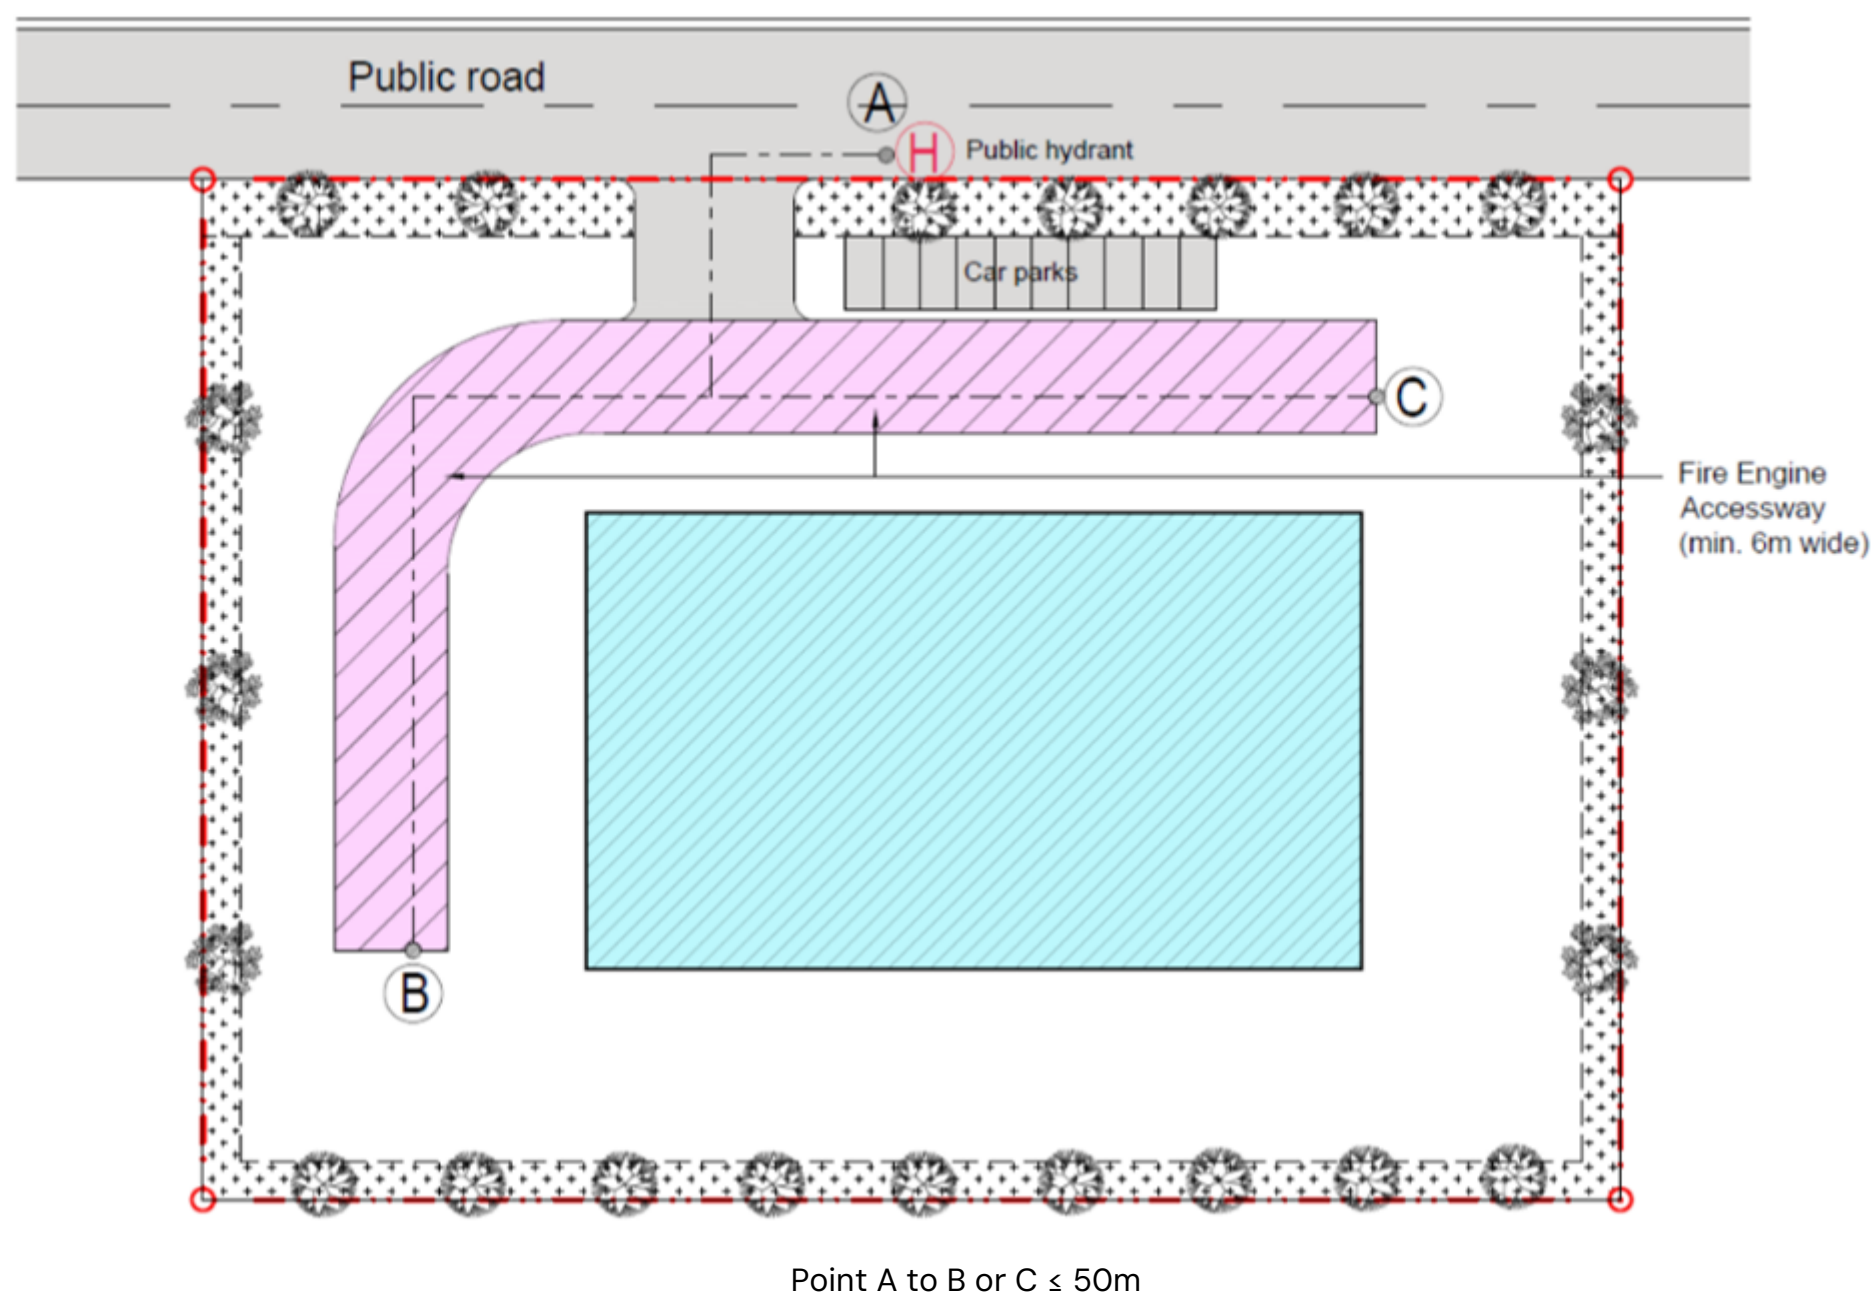 Public road
A
H Public hydrant
Car parks
C
Fire Engine
Accessway
(min. 6m wide)
B
Point A to B or C ≤ 50m